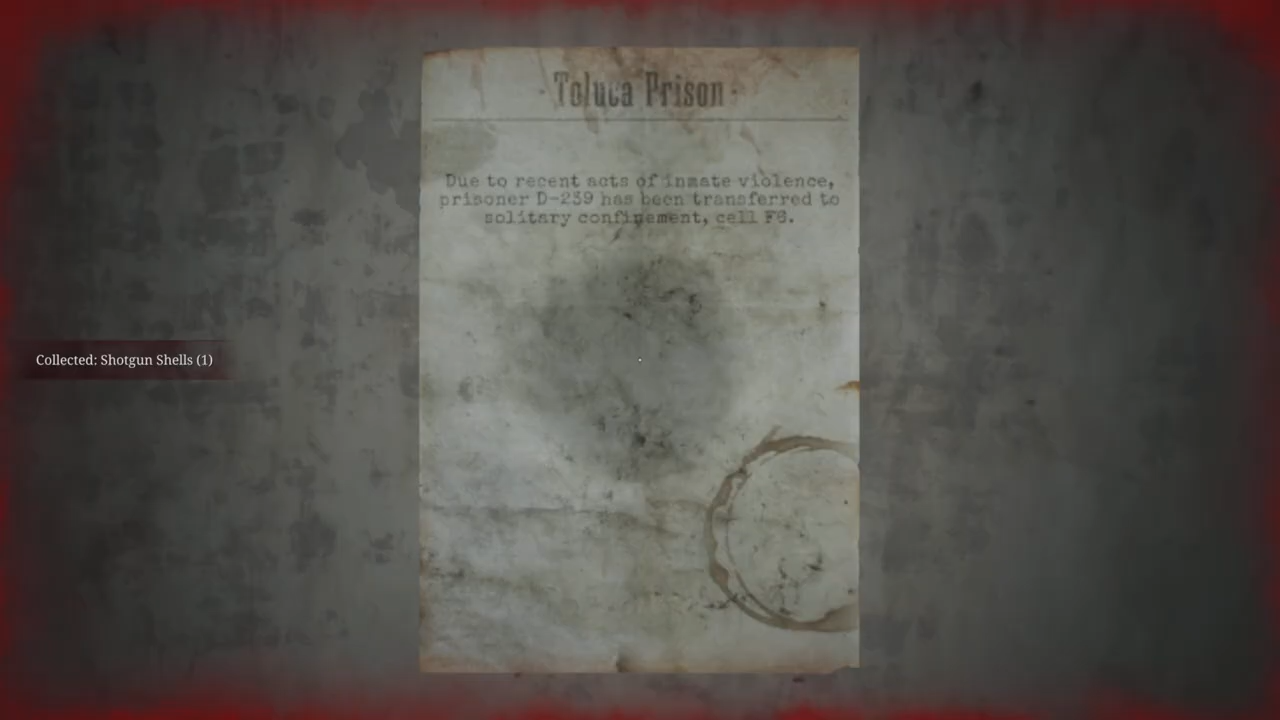 · Toluca Prison ·
Due to recent acts of inmate violence,
prisoner D-239 has been transferred to
solitary confinement, cell F6.
Collected: Shotgun Shells (1)